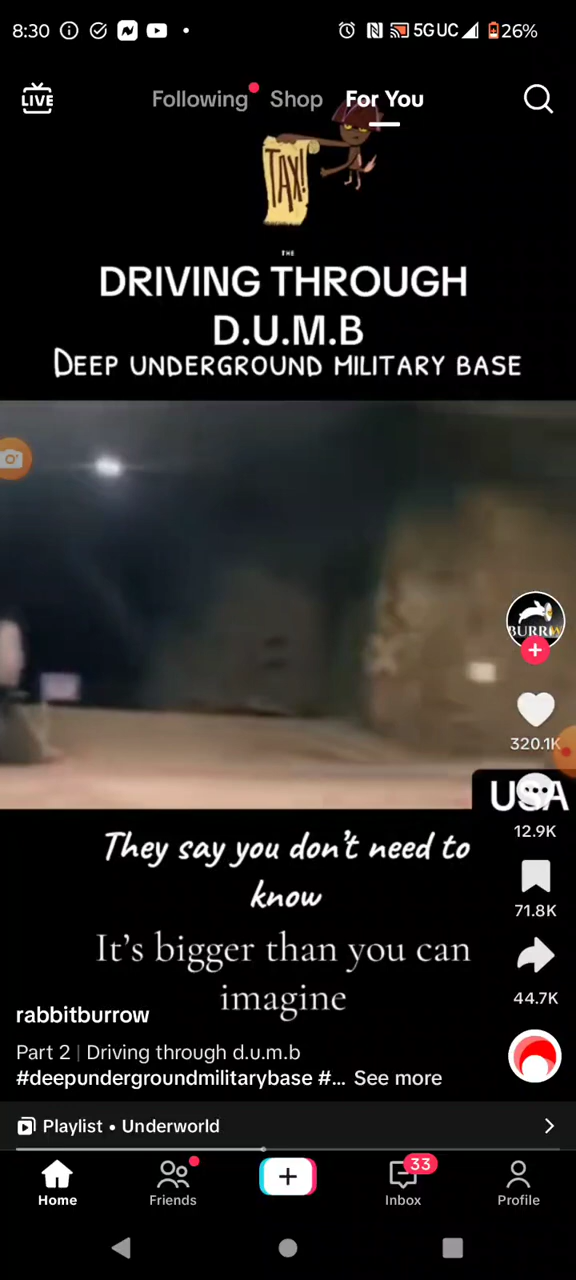 8:30
5G UC
26%
LIVE
Following
Shop
For You
TAX!
THE
DRIVING THROUGH
D.U.M.B
DEEP UNDERGROUND MILITARY BASE
BURROW
320.1K
USA
12.9K
They say you don't need to
know
71.8K
It's bigger than you can
imagine
44.7K
rabbitburrow
Part 2 | Driving through d.u.m.b
#deepundergroundmilitarybase #... See more
Playlist • Underworld
Home
Friends
33
Inbox
Profile